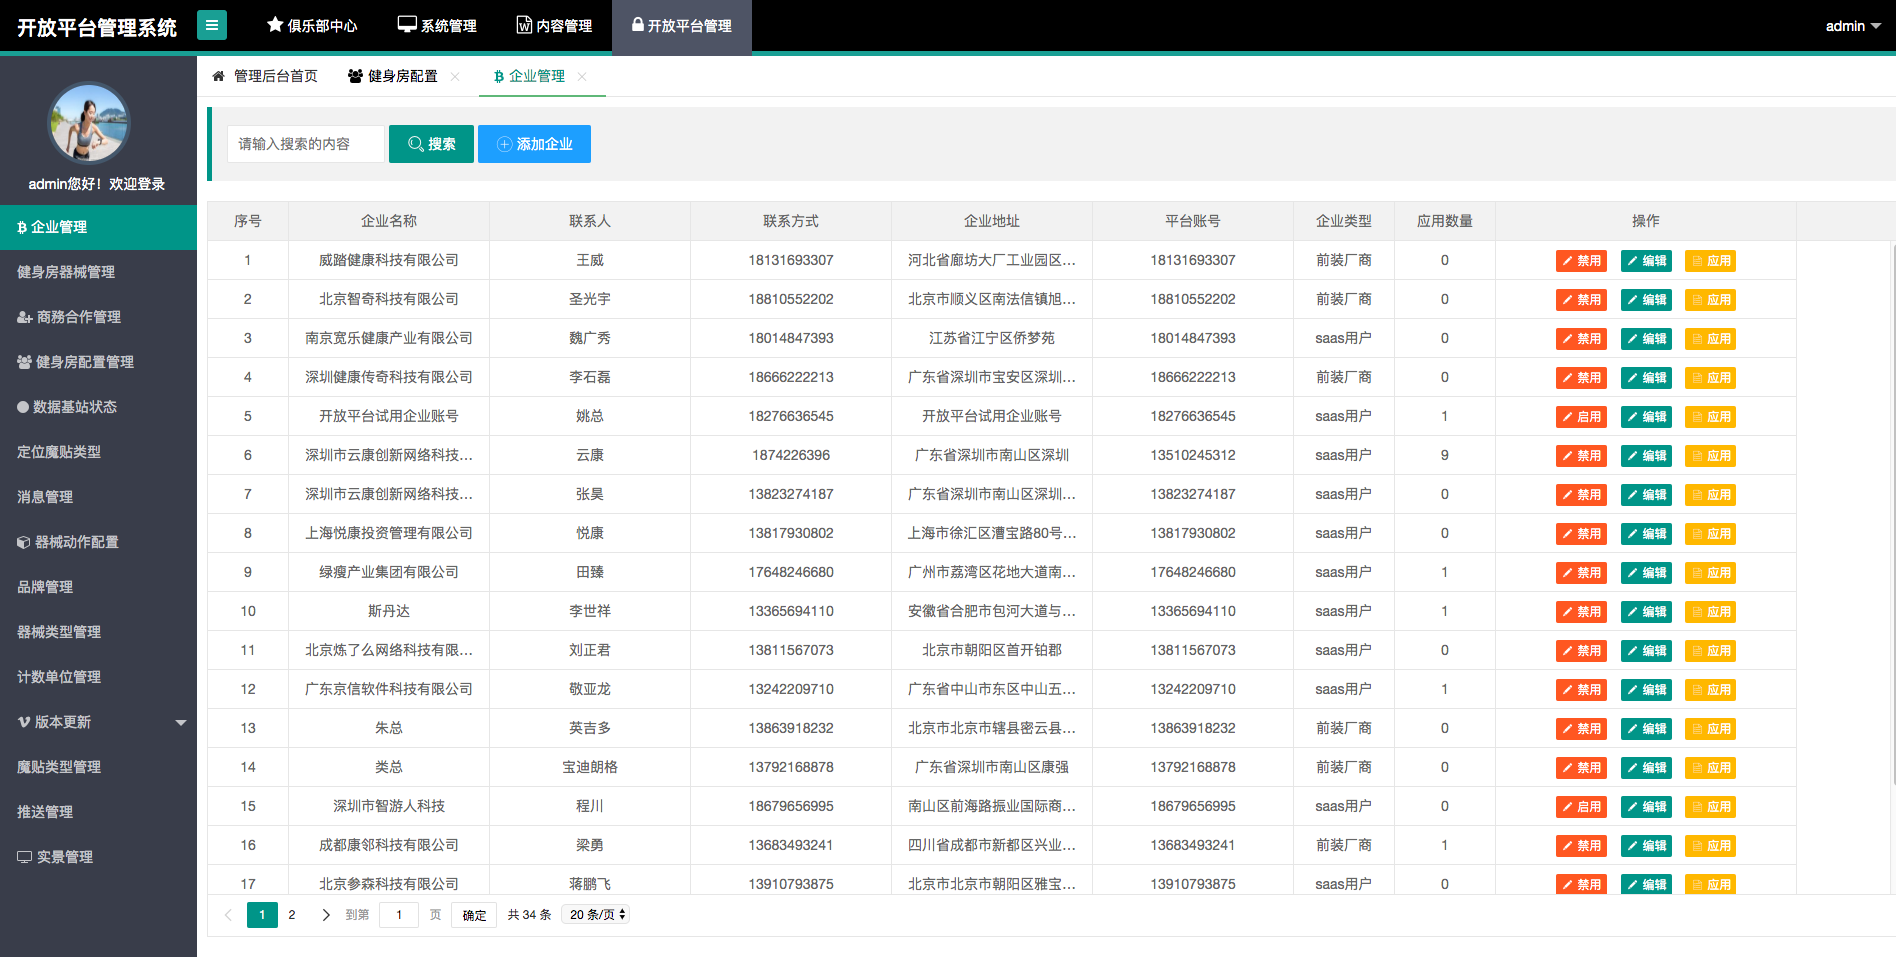 开放平台管理系统 俱乐部中心 系统管理 内容管理 开放平台管理 admin
管理后台首页 健身房配置 企业管理
请输入搜索的内容 搜索 添加企业
admin您好！欢迎登录
企业管理
健身房器械管理
商務合作管理
健身房配置管理
数据基站状态
定位魔贴类型
消息管理
器械动作配置
品牌管理
器械类型管理
计数单位管理
版本更新
魔贴类型管理
推送管理
实景管理
序号 企业名称 联系人 联系方式 企业地址 平台账号 企业类型 应用数量 操作
1 威踏健康科技有限公司 王威 18131693307 河北省廊坊大厂工业园区... 18131693307 前装厂商 0 禁用 编辑 应用
2 北京智奇科技有限公司 圣光宇 18810552202 北京市顺义区南法信镇旭... 18810552202 前装厂商 0 禁用 编辑 应用
3 南京宽乐健康产业有限公司 魏广秀 18014847393 江苏省江宁区侨梦苑 18014847393 saas用户 0 禁用 编辑 应用
4 深圳健康传奇科技有限公司 李石磊 18666222213 广东省深圳市宝安区深圳... 18666222213 前装厂商 0 禁用 编辑 应用
5 开放平台试用企业账号 姚总 18276636545 开放平台试用企业账号 18276636545 saas用户 1 启用 编辑 应用
6 深圳市云康创新网络科技... 云康 1874226396 广东省深圳市南山区深圳 13510245312 saas用户 9 禁用 编辑 应用
7 深圳市云康创新网络科技... 张昊 13823274187 广东省深圳市南山区深圳... 13823274187 saas用户 0 禁用 编辑 应用
8 上海悦康投资管理有限公司 悦康 13817930802 上海市徐汇区漕宝路80号... 13817930802 saas用户 0 禁用 编辑 应用
9 绿瘦产业集团有限公司 田臻 17648246680 广州市荔湾区花地大道南... 17648246680 saas用户 1 禁用 编辑 应用
10 斯丹达 李世祥 13365694110 安徽省合肥市包河大道与... 13365694110 saas用户 1 禁用 编辑 应用
11 北京炼了么网络科技有限... 刘正君 13811567073 北京市朝阳区首开铂郡 13811567073 saas用户 0 禁用 编辑 应用
12 广东京信软件科技有限公司 敬亚龙 13242209710 广东省中山市东区中山五... 13242209710 saas用户 1 禁用 编辑 应用
13 朱总 英吉多 13863918232 北京市北京市辖县密云县... 13863918232 前装厂商 0 禁用 编辑 应用
14 类总 宝迪朗格 13792168878 广东省深圳市南山区康强 13792168878 前装厂商 0 禁用 编辑 应用
15 深圳市智游人科技 程川 18679656995 南山区前海路振业国际商... 18679656995 saas用户 0 启用 编辑 应用
16 成都康邻科技有限公司 梁勇 13683493241 四川省成都市新都区兴业... 13683493241 前装厂商 1 禁用 编辑 应用
17 北京参森科技有限公司 蒋鹏飞 13910793875 北京市北京市朝阳区雅宝... 13910793875 saas用户 0 禁用 编辑 应用
1 2 到第 1 页 确定 共 34 条 20 条/页